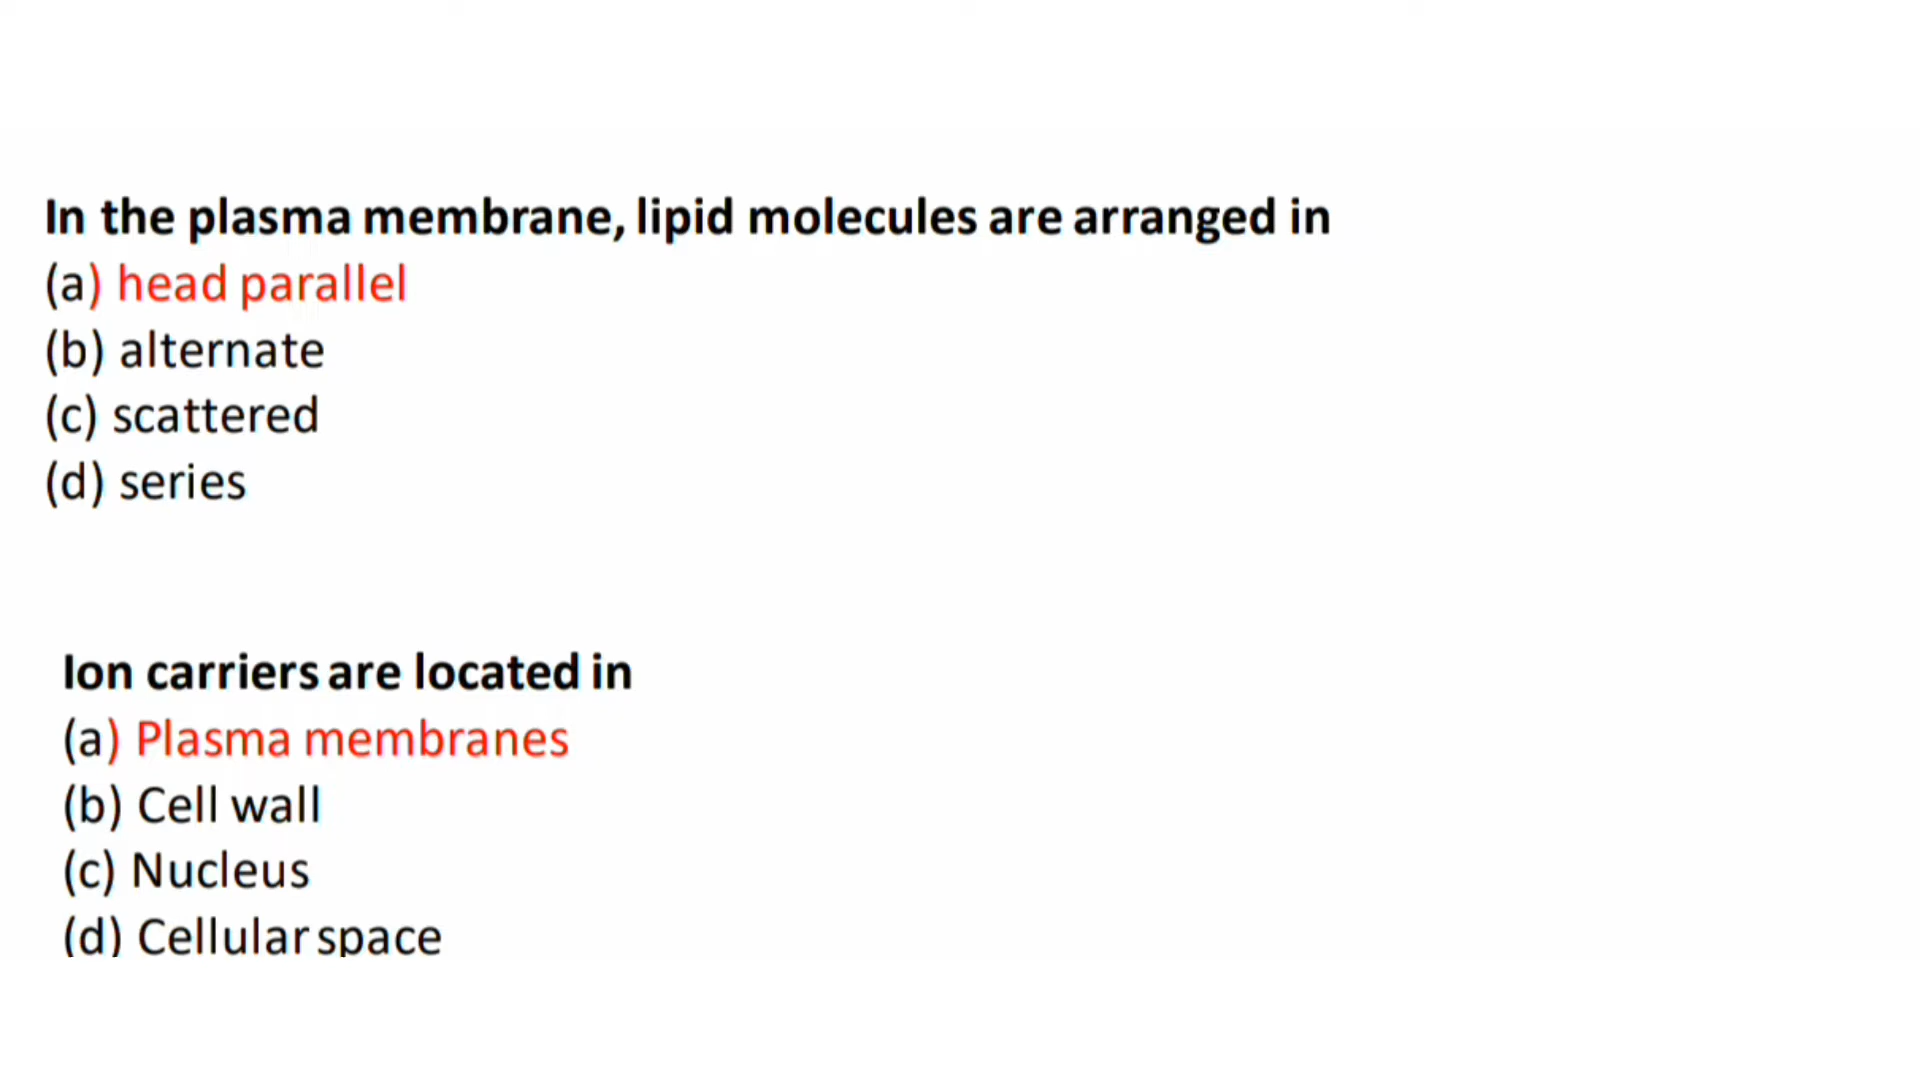 In the plasma membrane, lipid molecules are arranged in
(a) head parallel
(b) alternate
(c) scattered
(d) series
Ion carriers are located in
(a) Plasma membranes
(b) Cell wall
(c) Nucleus
(d) Cellular space